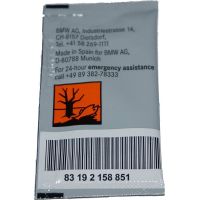 BMW AG, Industriestrasse 14,
CH-8157 Dielsdorf,
Tel. +41 58 269-1111
Made in Spain for BMW AG,
D-80788 Munich
For 24-hour emergency assistance
call +49 89 382-78333
83 19 2 158 851